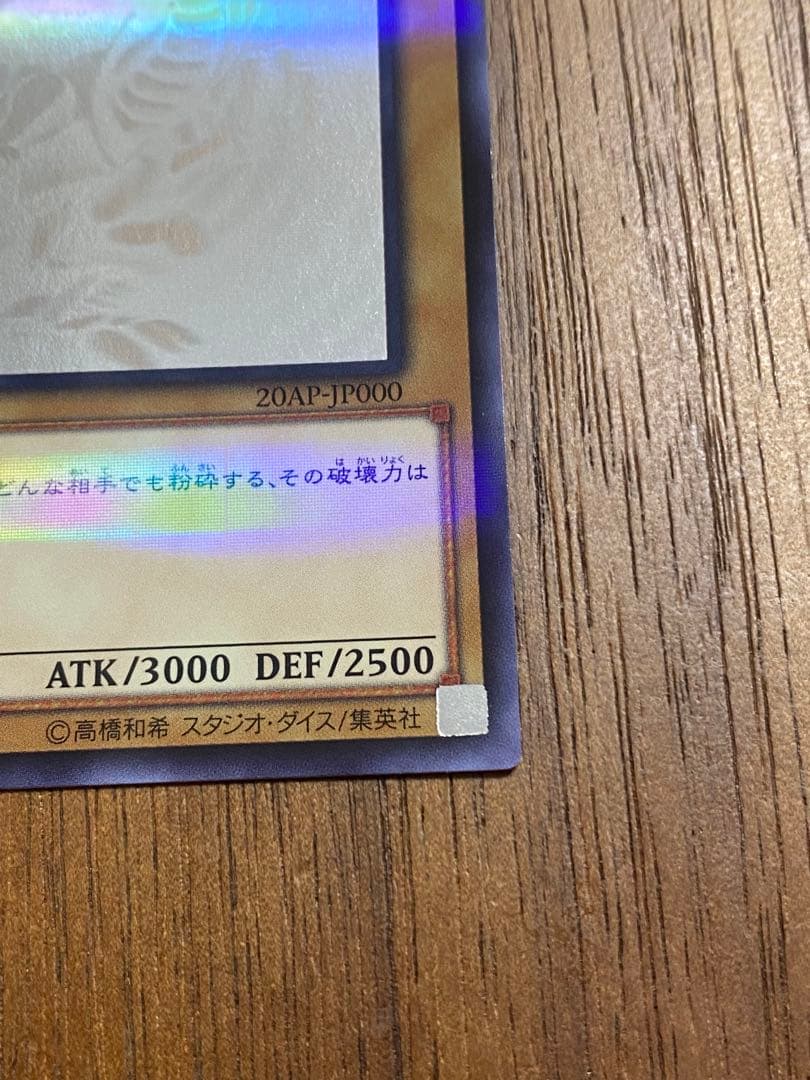 20AP-JP000
どんな相手でも粉砕する、その破壊力は
ATK/3000 DEF/2500
©高橋和希 スタジオ・ダイス/集英社